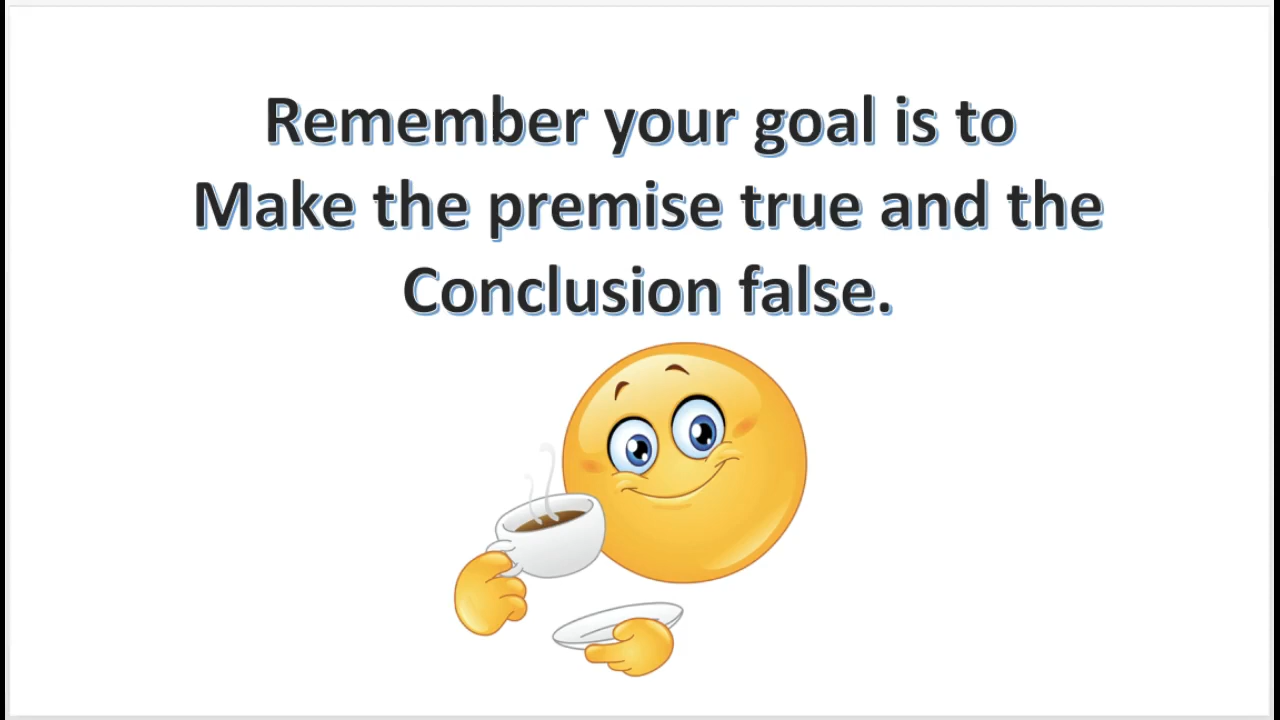 Remember your goal is to
Make the premise true and the
Conclusion false.